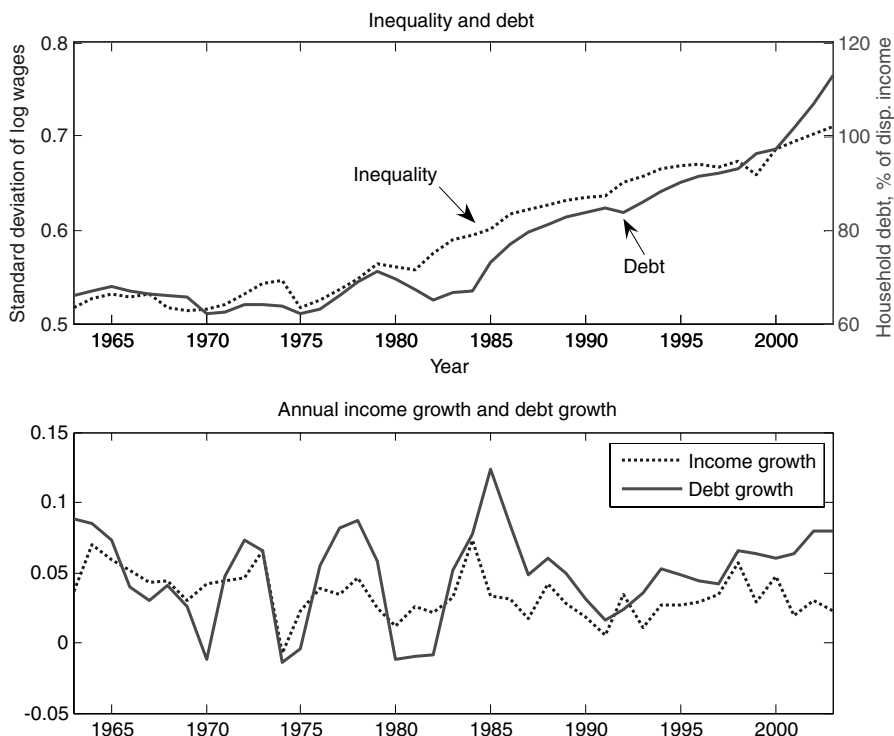 Inequality and debt
Standard deviation of log wages
0.8
0.7
0.6
0.5
120
100
80
60
Household debt, % of disp. income
Inequality
Debt
1965 1970 1975 1980 1985 1990 1995 2000
Year
Annual income growth and debt growth
0.15
0.1
0.05
0
-0.05
Income growth
Debt growth
1965 1970 1975 1980 1985 1990 1995 2000